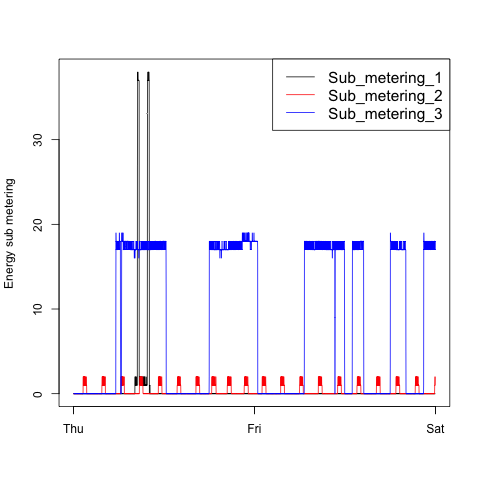 Sub_metering_1
Sub_metering_2
Sub_metering_3
Energy sub metering
30
20
10
0
Thu
Fri
Sat